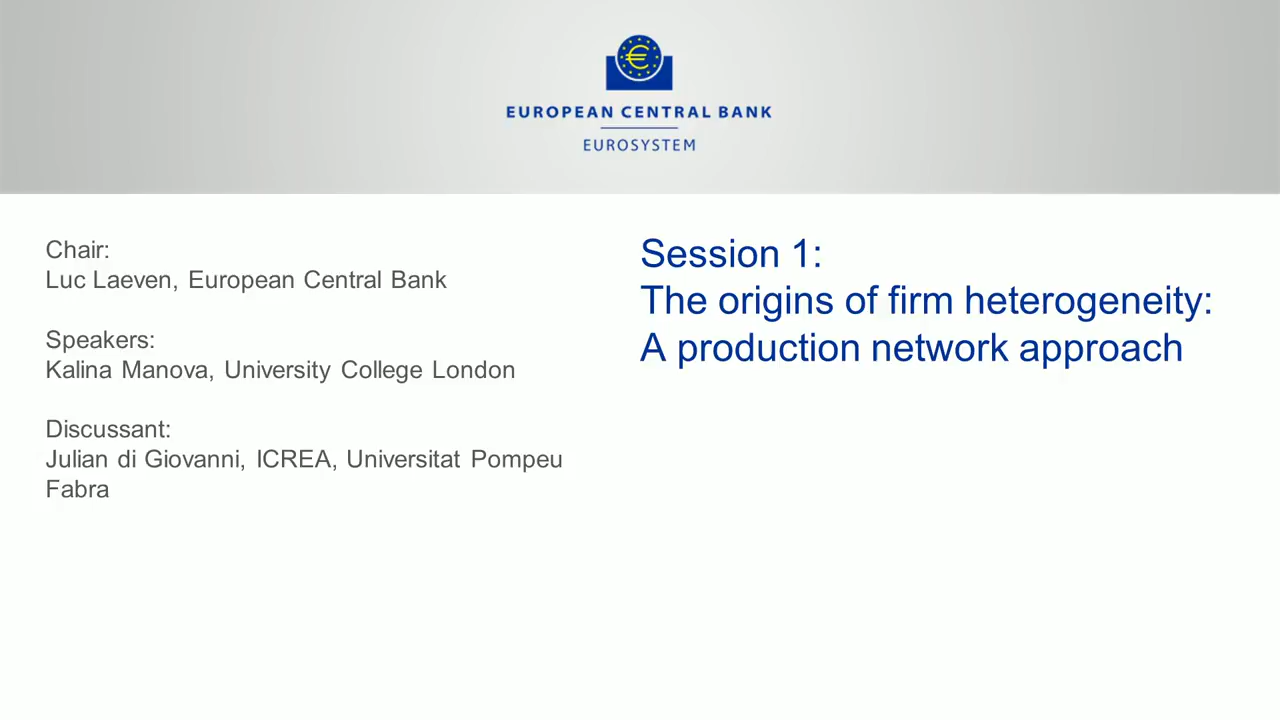 EUROPEAN CENTRAL BANK
EUROSYSTEM
Chair:
Luc Laeven, European Central Bank
Speakers:
Kalina Manova, University College London
Discussant:
Julian di Giovanni, ICREA, Universitat Pompeu
Fabra
Session 1:
The origins of firm heterogeneity:
A production network approach